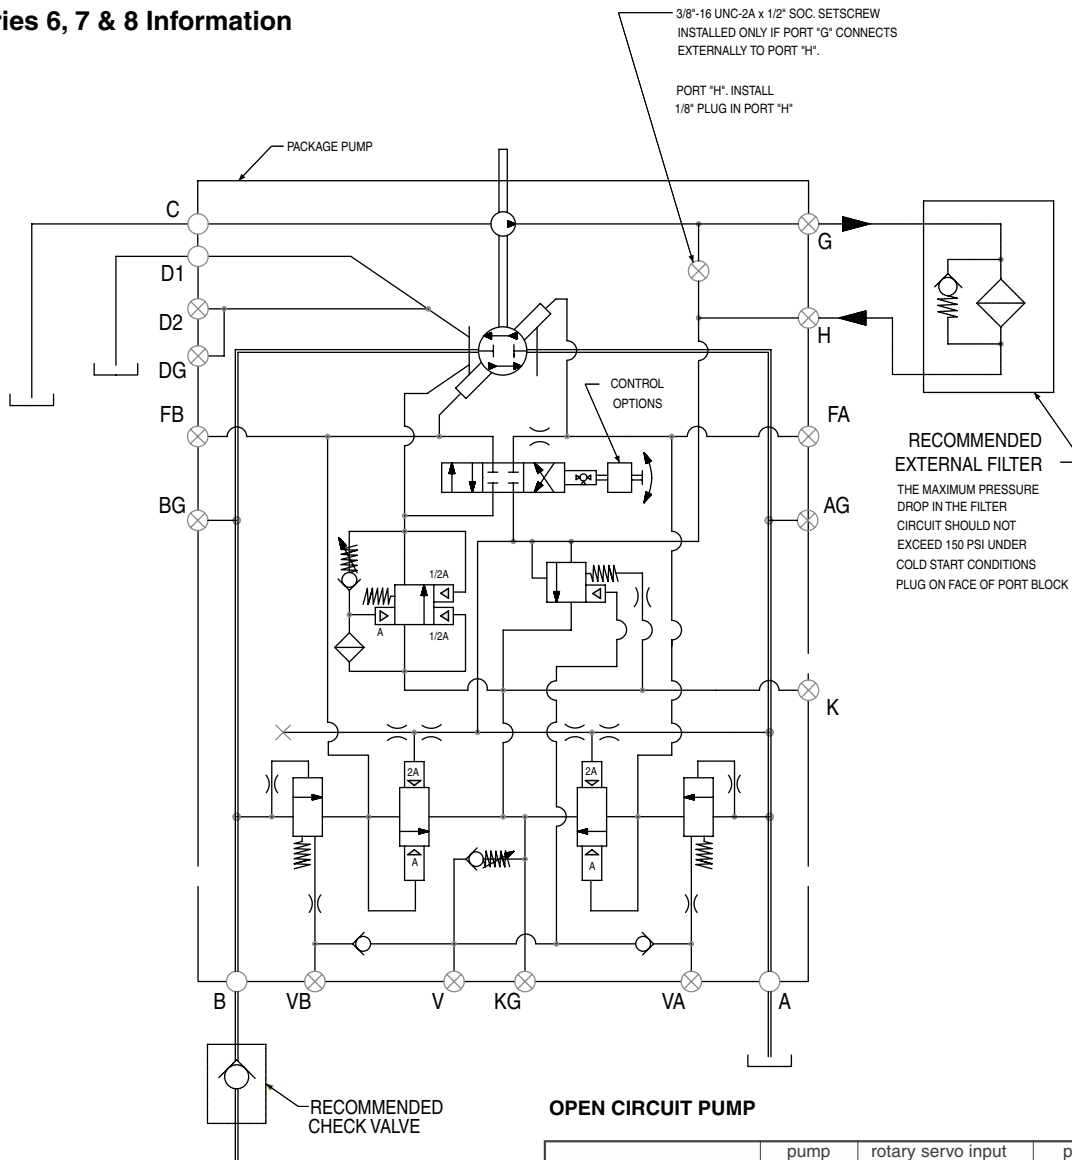 ries 6, 7 & 8 Information
3/8"-16 UNC-2A x 1/2" SOC. SETSCREW
INSTALLED ONLY IF PORT "G" CONNECTS
EXTERNALLY TO PORT "H".
PORT "H". INSTALL
1/8" PLUG IN PORT "H"
PACKAGE PUMP
C
G
D1
D2
H
DG
CONTROL
OPTIONS
FB
FA
RECOMMENDED
EXTERNAL FILTER
THE MAXIMUM PRESSURE
DROP IN THE FILTER
CIRCUIT SHOULD NOT
EXCEED 150 PSI UNDER
COLD START CONDITIONS
PLUG ON FACE OF PORT BLOCK
BG
AG
1/2A
A
1/2A
K
2A
2A
A
A
B
VB
V
KG
VA
A
RECOMMENDED
CHECK VALVE
OPEN CIRCUIT PUMP
pump
rotary servo input
p